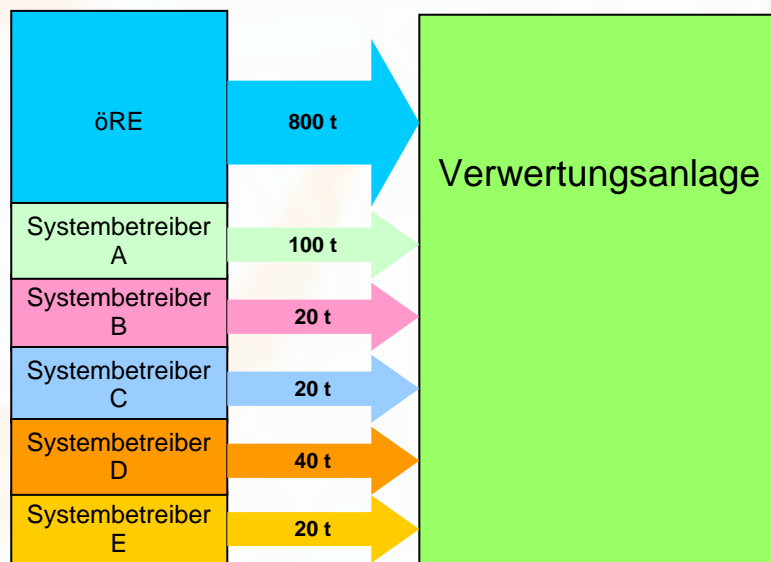 öRE
800 t
Verwertungsanlage
Systembetreiber
A
100 t
Systembetreiber
B
20 t
Systembetreiber
C
20 t
Systembetreiber
D
40 t
Systembetreiber
E
20 t